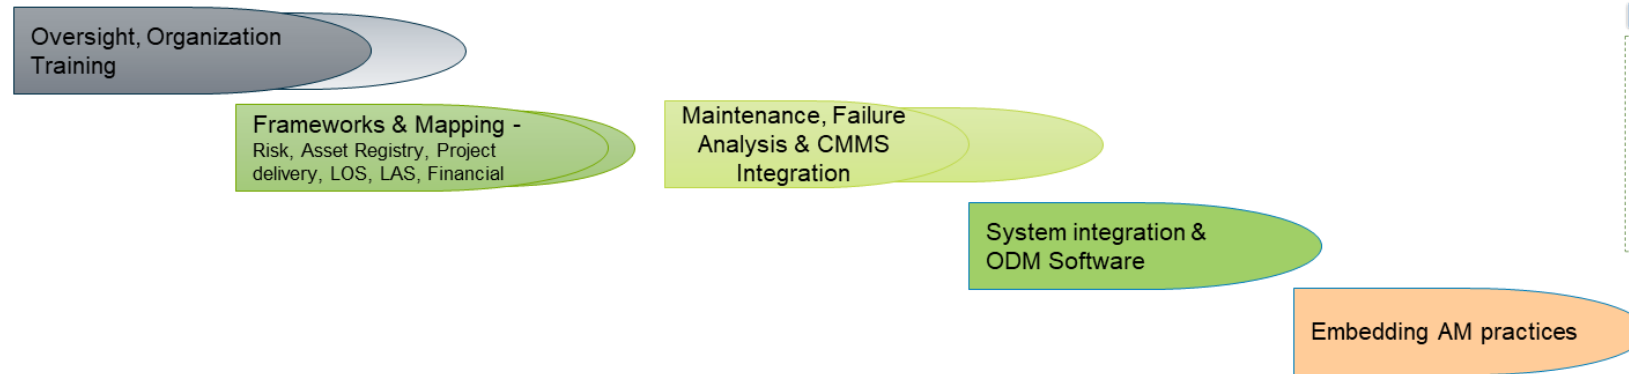 Oversight, Organization
Training
Frameworks & Mapping -
Risk, Asset Registry, Project
delivery, LOS, LAS, Financial
Maintenance, Failure
Analysis & CMMS
Integration
System integration &
ODM Software
Embedding AM practices